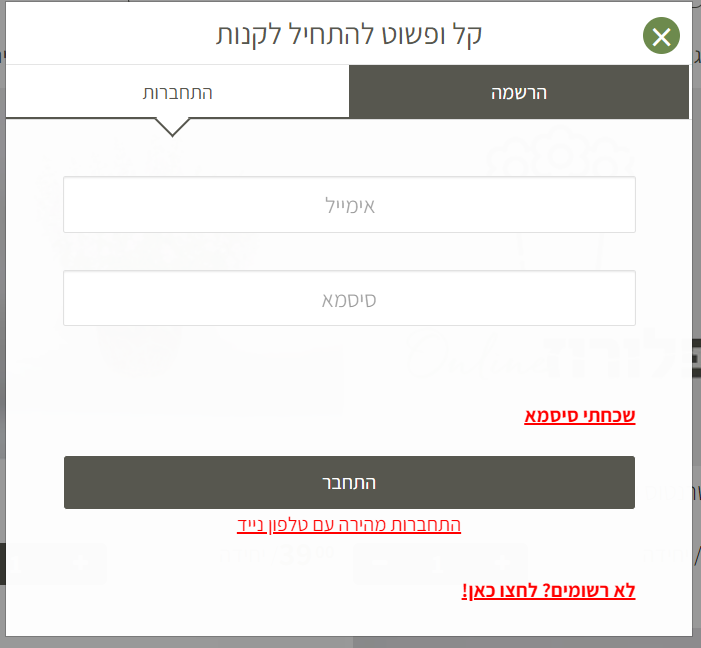 קל ופשוט להתחיל לקנות
הרשמה
התחברות
אימייל
סיסמא
שכחתי סיסמא
התחבר
התחברות מהירה עם טלפון נייד
לא רשומים? לחצו כאן!